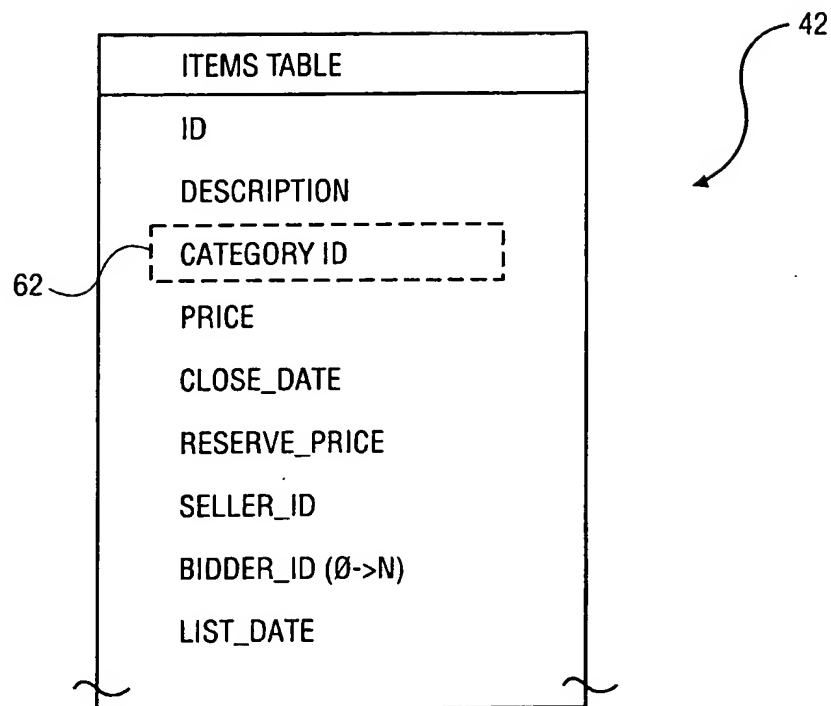 42
ITEMS TABLE
ID
DESCRIPTION
CATEGORY ID
62
PRICE
CLOSE_DATE
RESERVE_PRICE
SELLER_ID
BIDDER_ID (Ø->N)
LIST_DATE